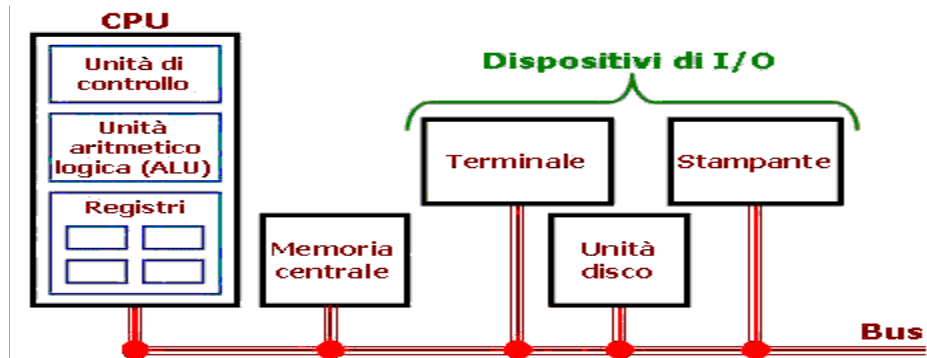 CPU
Unità di
controllo
Unità
aritmetico
logica (ALU)
Registri
Memoria
centrale
Dispositivi di I/O
Terminale
Stampante
Unità
disco
Bus